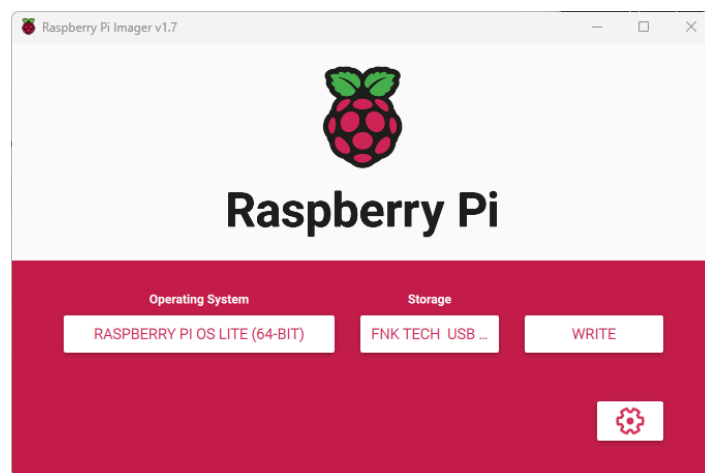 Raspberry Pi Imager v1.7
Raspberry Pi
Operating System
Storage
RASPBERRY PI OS LITE (64-BIT)
FNK TECH  USB ...
WRITE